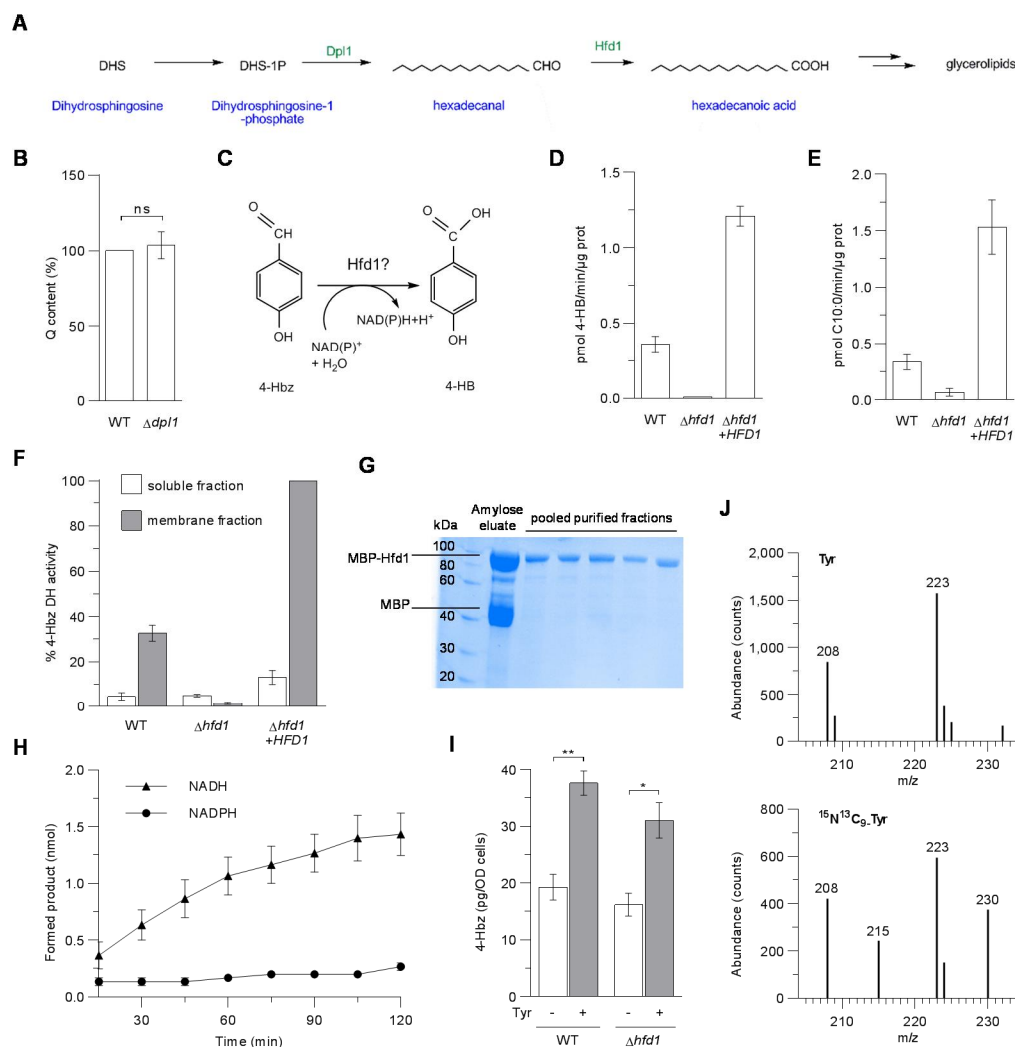 A
DHS
DHS-1P
Dpl1
CHO
Hfd1
COOH
glycerolipids
Dihydrosphingosine
Dihydrosphingosine-1
-phosphate
hexadecanal
hexadecanoic acid
B
Q content (%)
150
100
50
0
ns
WT
Δdpl1
C
O
CH
OH
4-Hbz
Hfd1?
NAD(P)H+H⁺
NAD(P)⁺
+ H₂O
O
OH
C
OH
4-HB
D
pmol 4-HB/min/µg prot
1.5
1.0
0.5
0.0
WT
Δhfd1
Δhfd1
+HFD1
E
pmol C10:0/min/µg prot
2.0
1.5
1.0
0.5
0.0
WT
Δhfd1
Δhfd1
+HFD1
F
% 4-Hbz DH activity
100
80
60
40
20
0
soluble fraction
membrane fraction
WT
Δhfd1
Δhfd1
+HFD1
G
kDa
Amylose
eluate
pooled purified fractions
MBP-Hfd1
MBP
100
80
60
40
30
20
H
Formed product (nmol)
2.0
1.5
1.0
0.5
0.0
NADH
NADPH
30
60
90
120
Time (min)
I
4-Hbz (pg/OD cells)
40
30
20
10
0
**
*
Tyr
-
+
-
+
WT
Δhfd1
J
Abundance (counts)
2,000
1,500
1,000
500
0
Tyr
208
223
210
220
230
m/z
Abundance (counts)
800
600
400
200
0
¹⁵N¹³C₉-Tyr
208
215
223
230
210
220
230
m/z